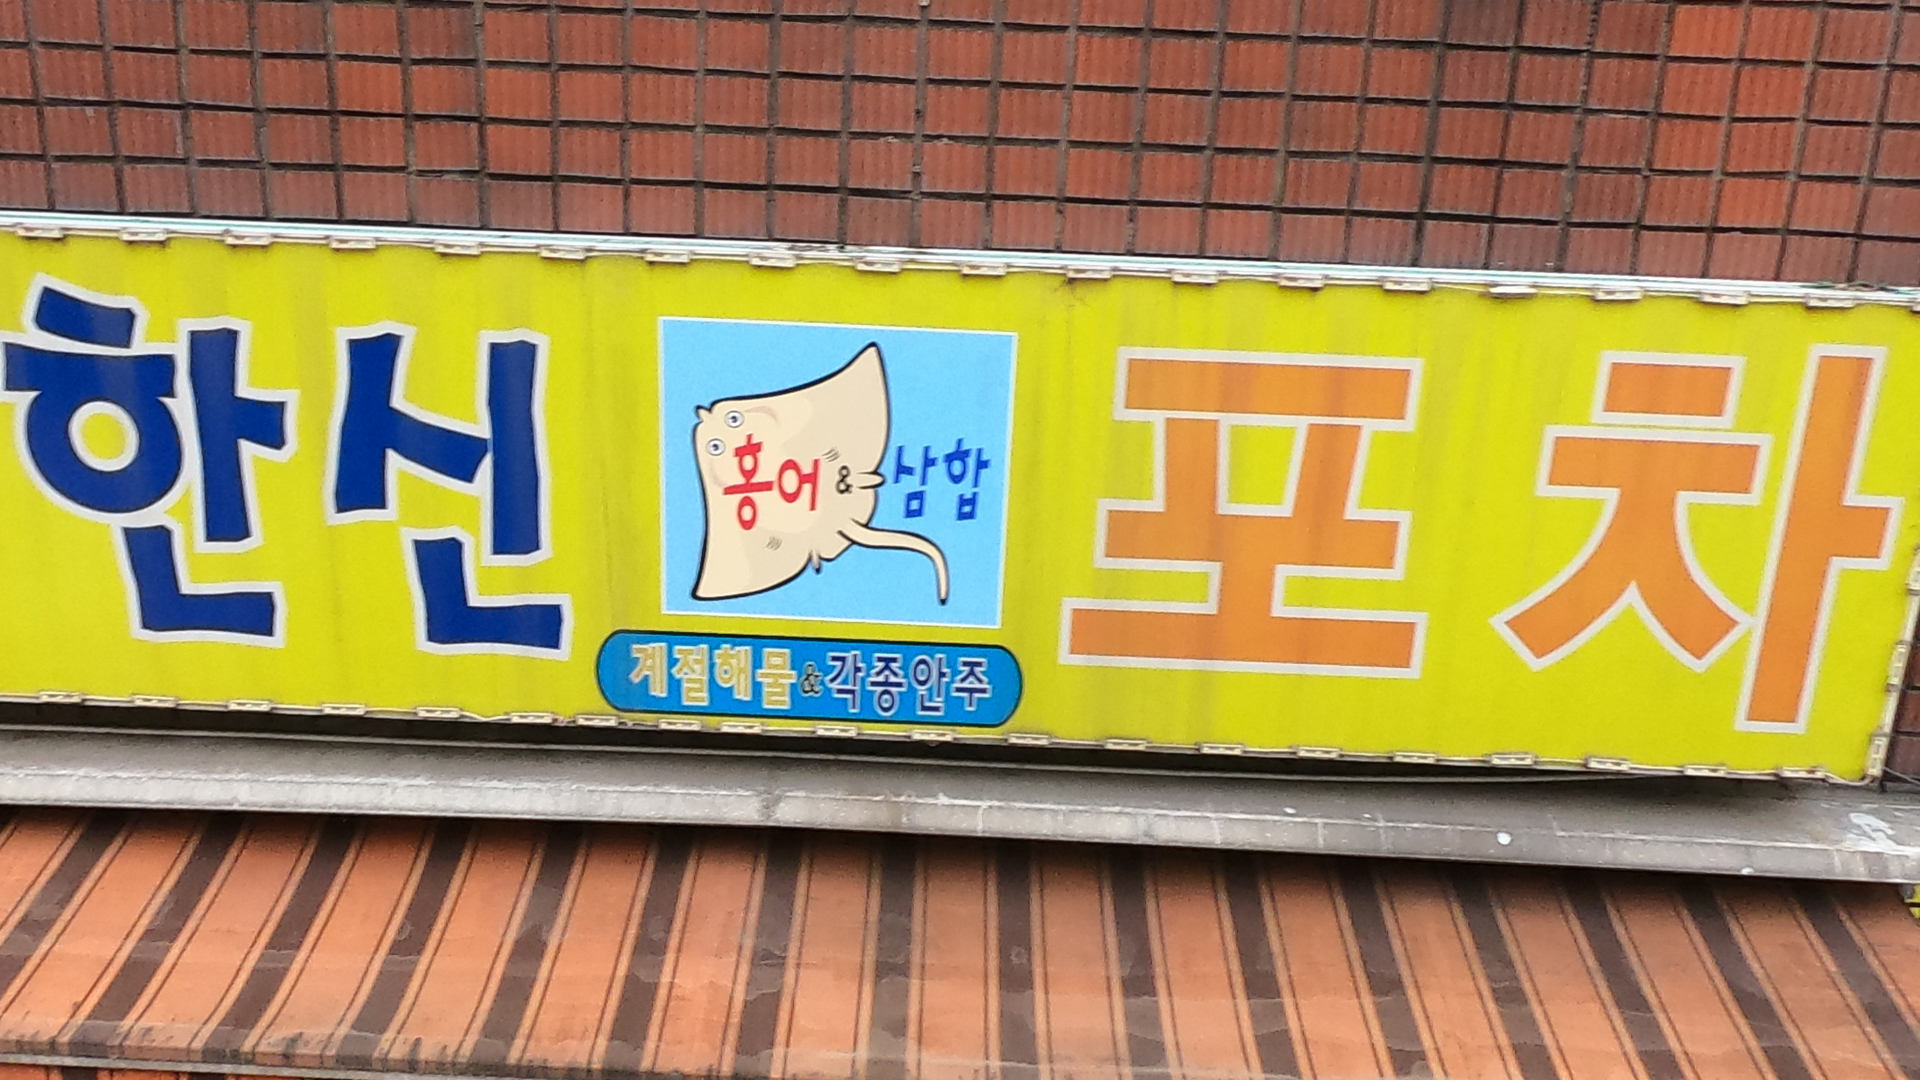 한신 포차
홍어 & 삼합
계절해물 & 각종안주